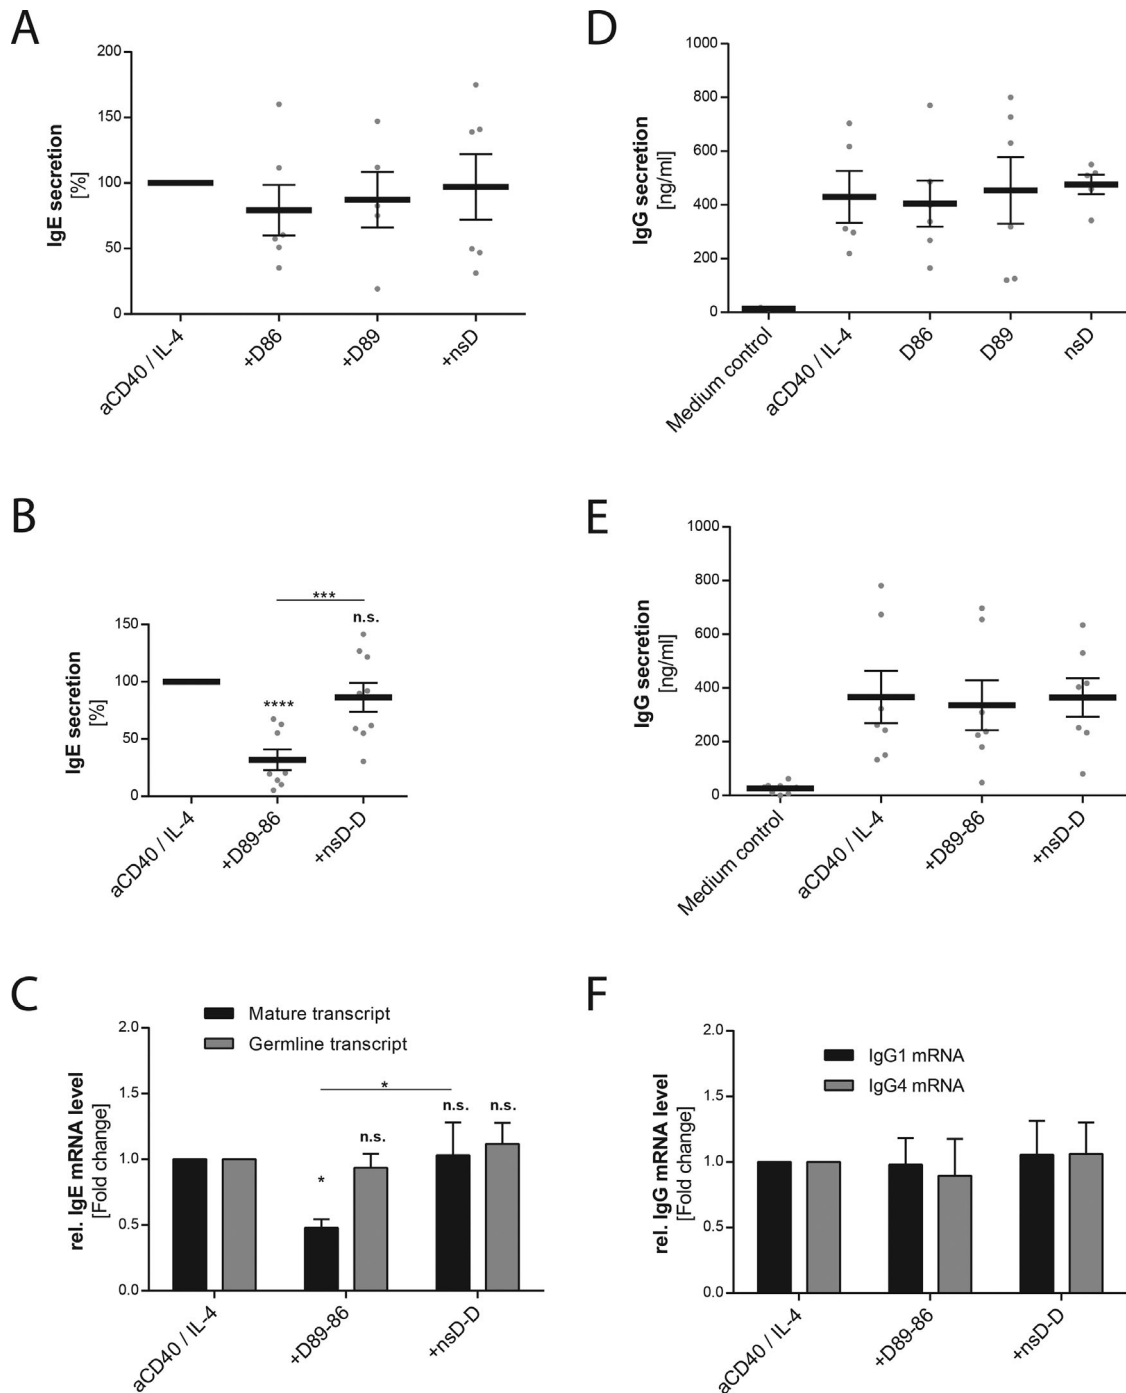 A
IgE secretion
[%]
200
150
100
50
0
aCD40 / IL-4
+D86
+D89
+nsD
D
IgG secretion
[ng/ml]
1000
800
600
400
200
0
Medium control
aCD40 / IL-4
D86
D89
nsD
B
IgE secretion
[%]
150
100
50
0
****
***
n.s.
aCD40 / IL-4
+D89-86
+nsD-D
E
IgG secretion
[ng/ml]
1000
800
600
400
200
0
Medium control
aCD40 / IL-4
+D89-86
+nsD-D
C
Mature transcript
Germline transcript
rel. IgE mRNA level
[Fold change]
2.0
1.5
1.0
0.5
0.0
*
n.s.
*
n.s.
n.s.
aCD40 / IL-4
+D89-86
+nsD-D
F
IgG1 mRNA
IgG4 mRNA
rel. IgG mRNA level
[Fold change]
2.0
1.5
1.0
0.5
0.0
aCD40 / IL-4
+D89-86
+nsD-D